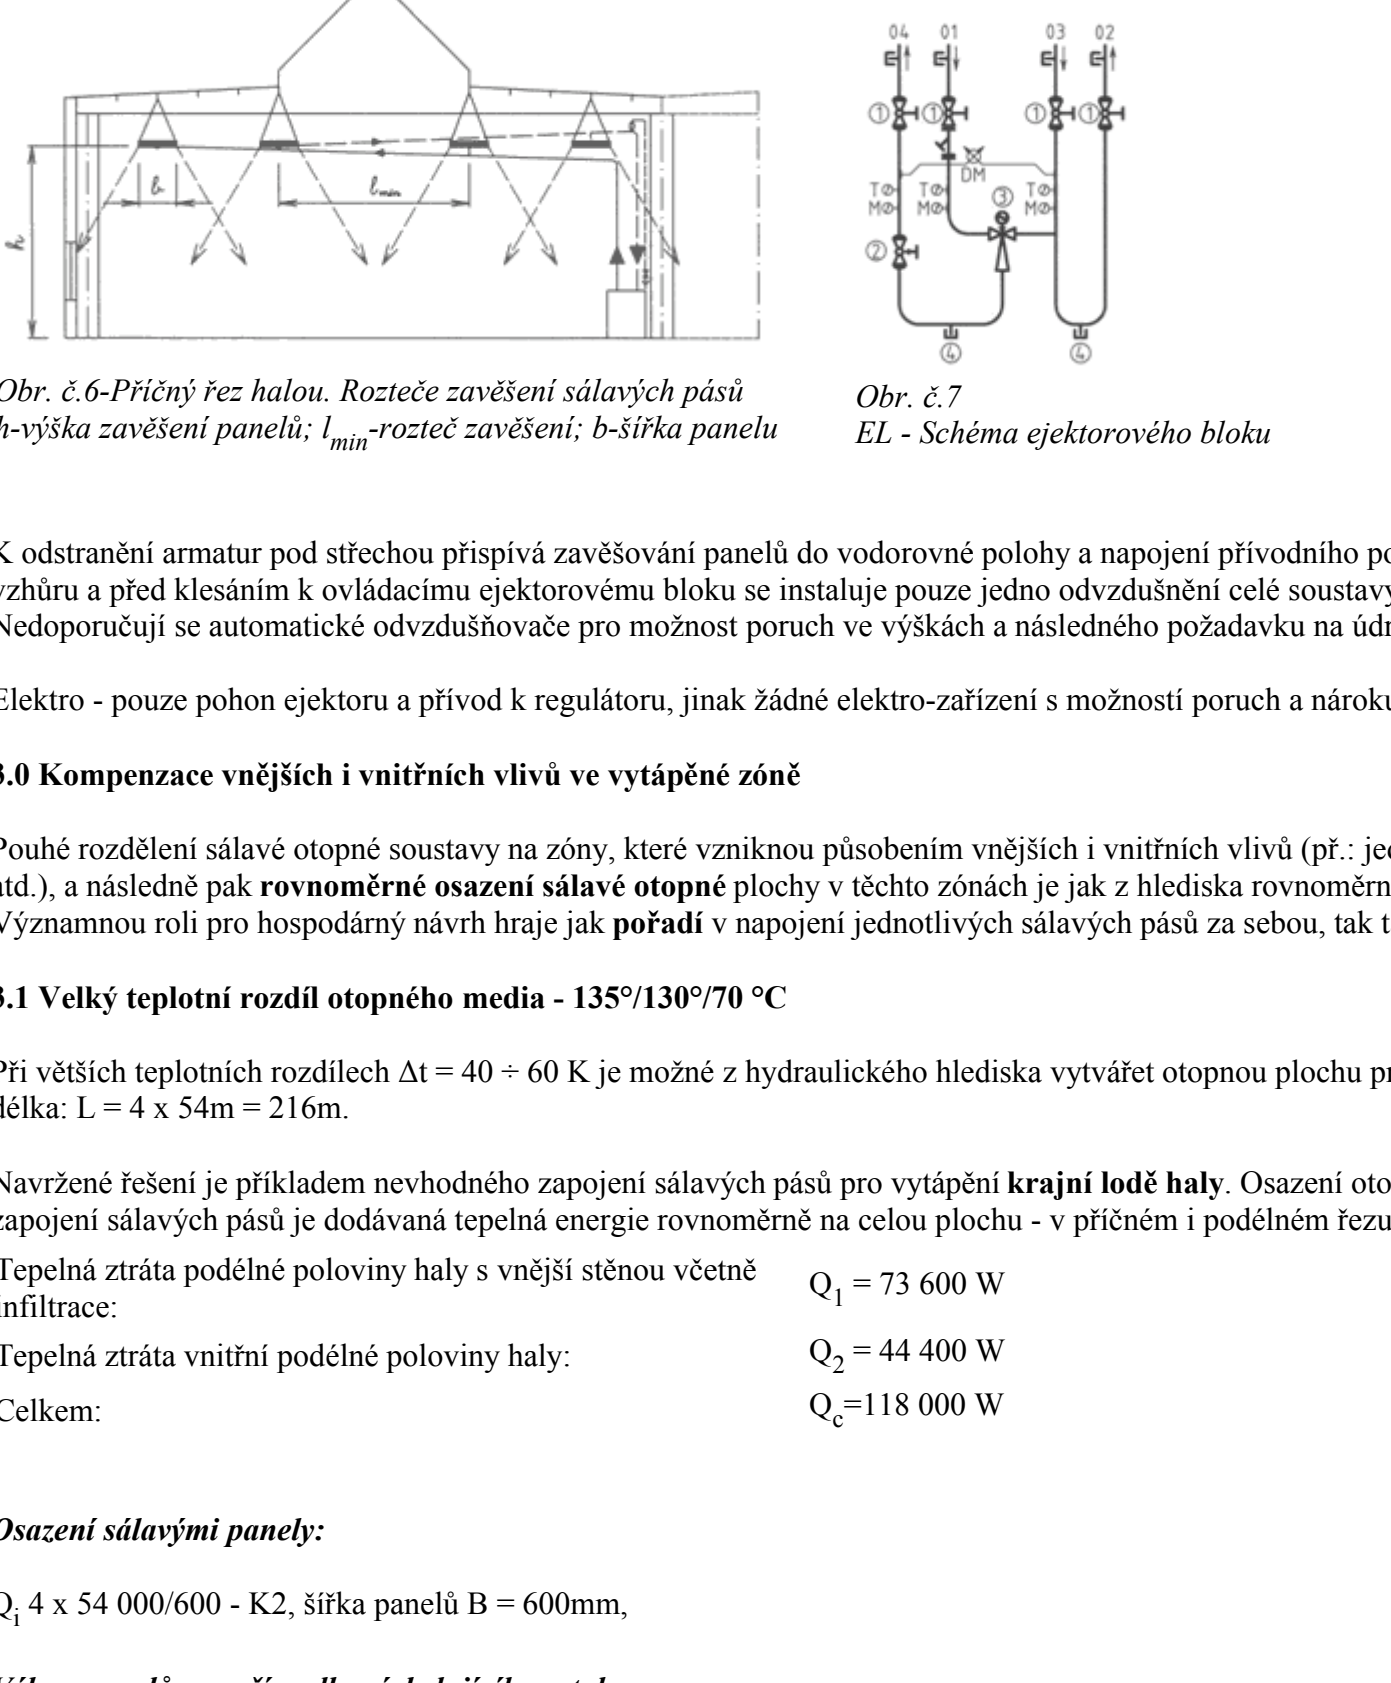 04 01 03 02
① ① ① ①
DM
TØ TØ TØ
MØ MØ ③ MØ
b
l min
h
②
④ ④
Obr. č.6-Příčný řez halou. Rozteče zavěšení sálavých pásů
h-výška zavěšení panelů; lmin-rozteč zavěšení; b-šířka panelu
Obr. č.7
EL - Schéma ejektorového bloku
K odstranění armatur pod střechou přispívá zavěšování panelů do vodorovné polohy a napojení přívodního
vzhůru a před klesáním k ovládacímu ejektorovému bloku se instaluje pouze jedno odvzdušnění celé soustavy
Nedoporučují se automatické odvzdušňovače pro možnost poruch ve výškách a následného požadavku na
Elektro - pouze pohon ejektoru a přívod k regulátoru, jinak žádné elektro-zařízení s možností poruch a
3.0 Kompenzace vnějších i vnitřních vlivů ve vytápěné zóně
Pouhé rozdělení sálavé otopné soustavy na zóny, které vzniknou působením vnějších i vnitřních vlivů (př.:
atd.), a následně pak rovnoměrné osazení sálavé otopné plochy v těchto zónách je jak z hlediska
Významnou roli pro hospodárný návrh hraje jak pořadí v napojení jednotlivých sálavých pásů za sebou, tak
3.1 Velký teplotní rozdíl otopného media - 135°/130°/70 °C
Při větších teplotních rozdílech Δt = 40 ÷ 60 K je možné z hydraulického hlediska vytvářet otopnou plochu
délka: L = 4 x 54m = 216m.
Navržené řešení je příkladem nevhodného zapojení sálavých pásů pro vytápění krajní lodě haly. Osazení
zapojení sálavých pásů je dodávaná tepelná energie rovnoměrně na celou plochu - v příčném i podélném řezu
Tepelná ztráta podélné poloviny haly s vnější stěnou včetně
infiltrace:
Q1 = 73 600 W
Tepelná ztráta vnitřní podélné poloviny haly:
Q2 = 44 400 W
Celkem:
Qc=118 000 W
Osazení sálavými panely:
Qi 4 x 54 000/600 - K2, šířka panelů B = 600mm,